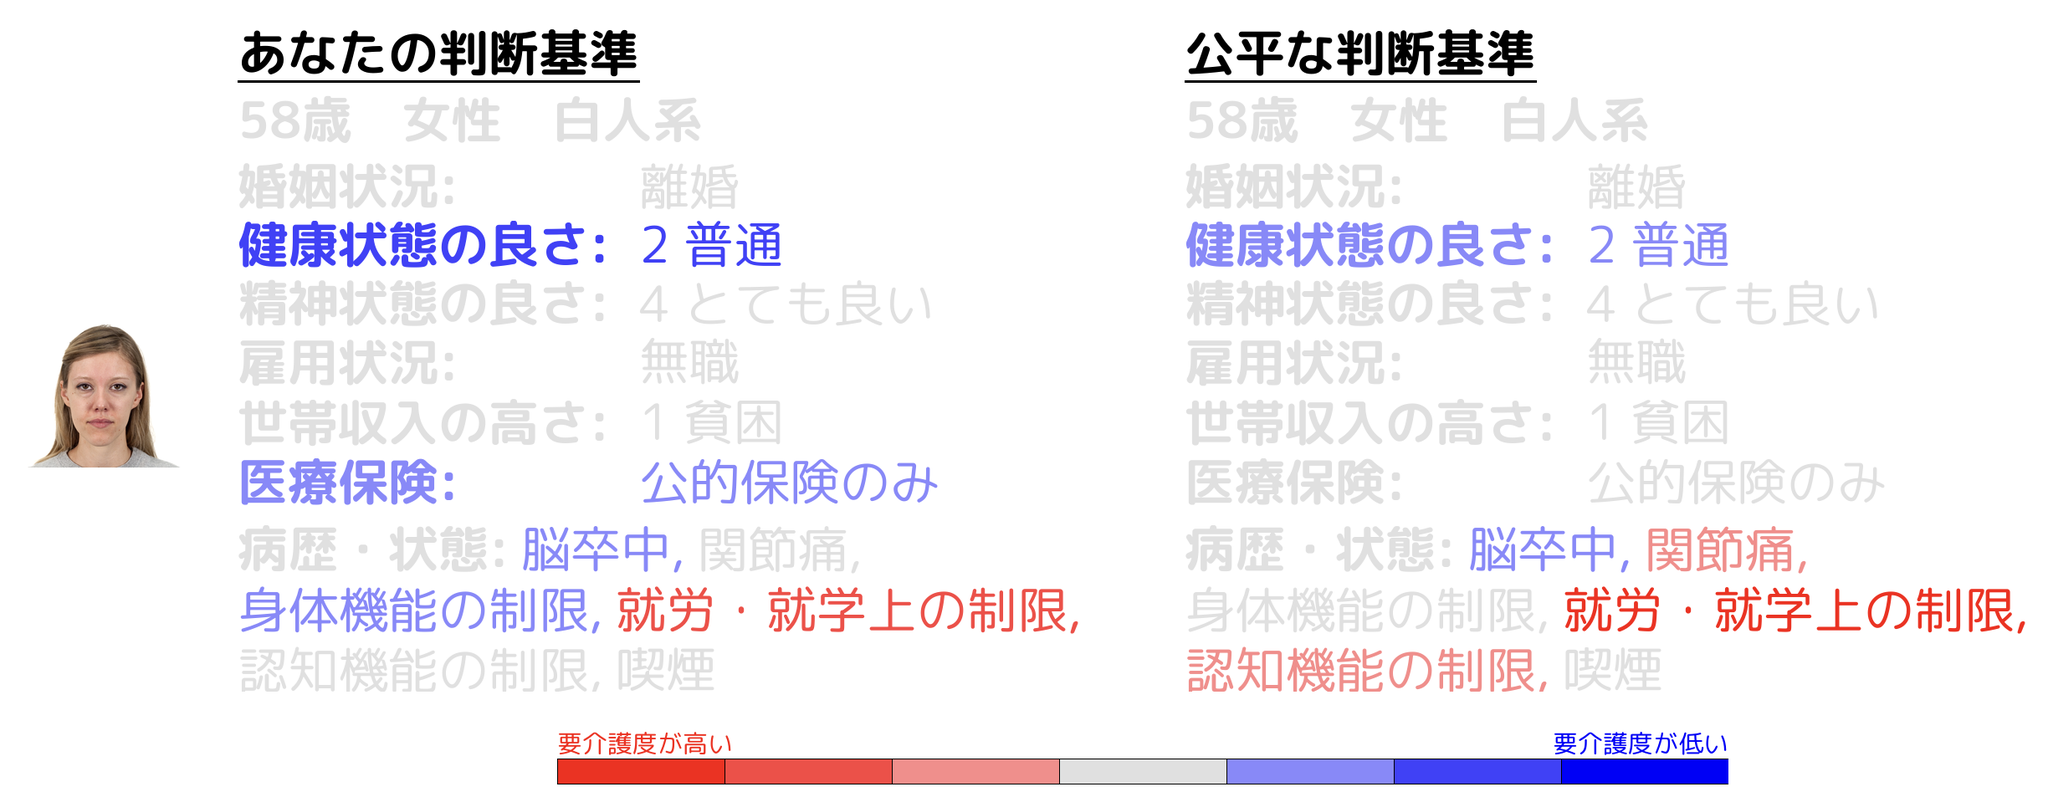 あなたの判断基準
58歳　女性　白人系
婚姻状況: 離婚
健康状態の良さ: 2 普通
精神状態の良さ: 4 とても良い
雇用状況: 無職
世帯収入の高さ: 1 貧困
医療保険: 公的保険のみ
病歴・状態: 脳卒中, 関節痛,
身体機能の制限, 就労・就学上の制限,
認知機能の制限, 喫煙
公平な判断基準
58歳　女性　白人系
婚姻状況: 離婚
健康状態の良さ: 2 普通
精神状態の良さ: 4 とても良い
雇用状況: 無職
世帯収入の高さ: 1 貧困
医療保険: 公的保険のみ
病歴・状態: 脳卒中, 関節痛,
身体機能の制限, 就労・就学上の制限,
認知機能の制限, 喫煙
要介護度が高い
要介護度が低い